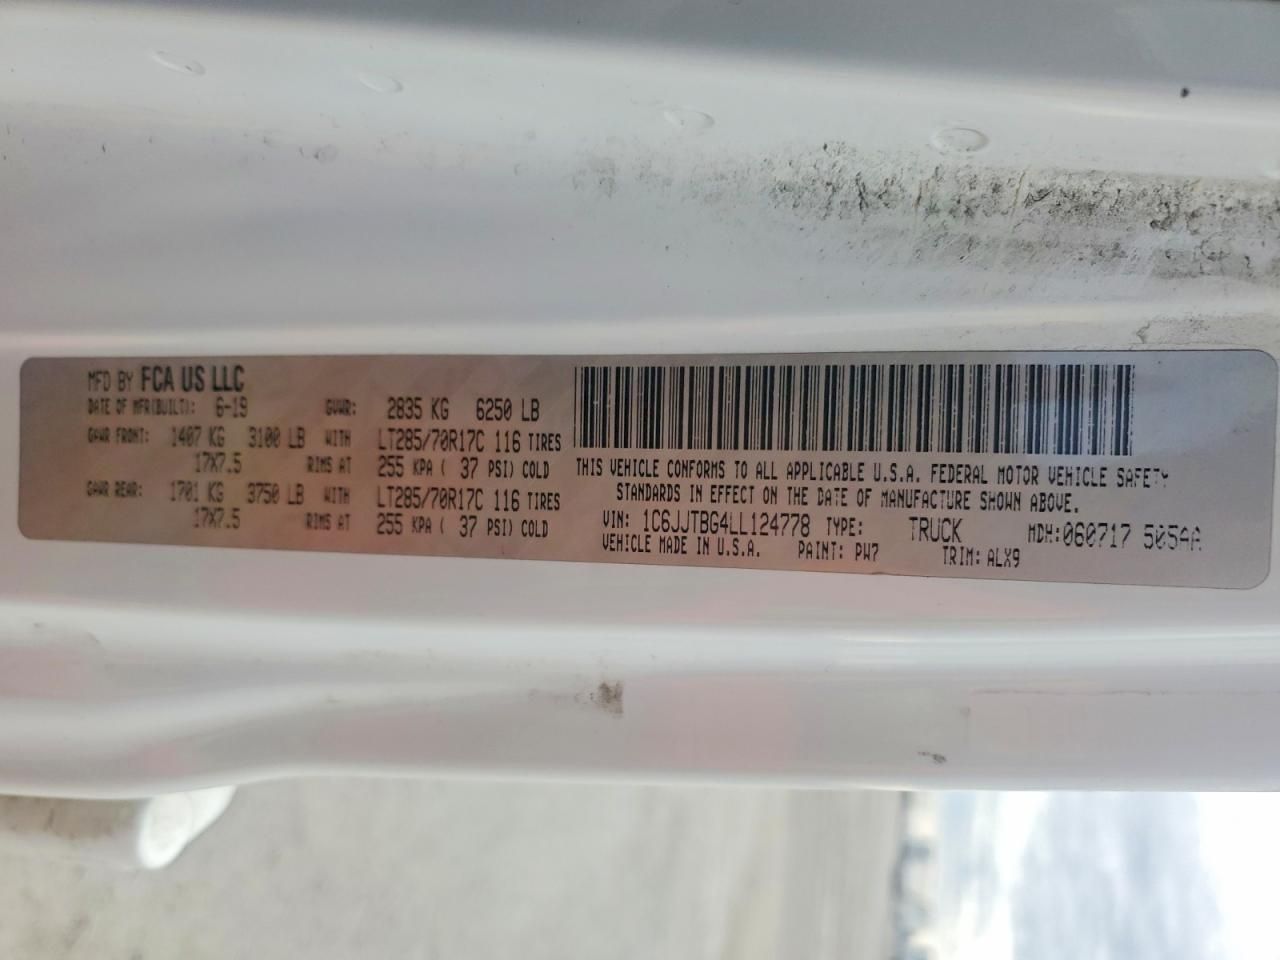 MFD BY FCA US LLC
DATE OF MFR(BUILT): 6-19 GVWR: 2835 KG 6250 LB
GAWR FRONT: 1407 KG 3100 LB WITH LT285/70R17C 116 TIRES
17X7.5 RIMS AT 255 KPA ( 37 PSI) COLD
GAWR REAR: 1701 KG 3750 LB WITH LT285/70R17C 116 TIRES
17X7.5 RIMS AT 255 KPA ( 37 PSI) COLD
THIS VEHICLE CONFORMS TO ALL APPLICABLE U.S.A. FEDERAL MOTOR VEHICLE SAFETY
STANDARDS IN EFFECT ON THE DATE OF MANUFACTURE SHOWN ABOVE.
VIN: 1C6JJTBG4LL124778 TYPE: TRUCK MDH:060717 505AA
VEHICLE MADE IN U.S.A. PAINT: PW7 TRIM: ALX9